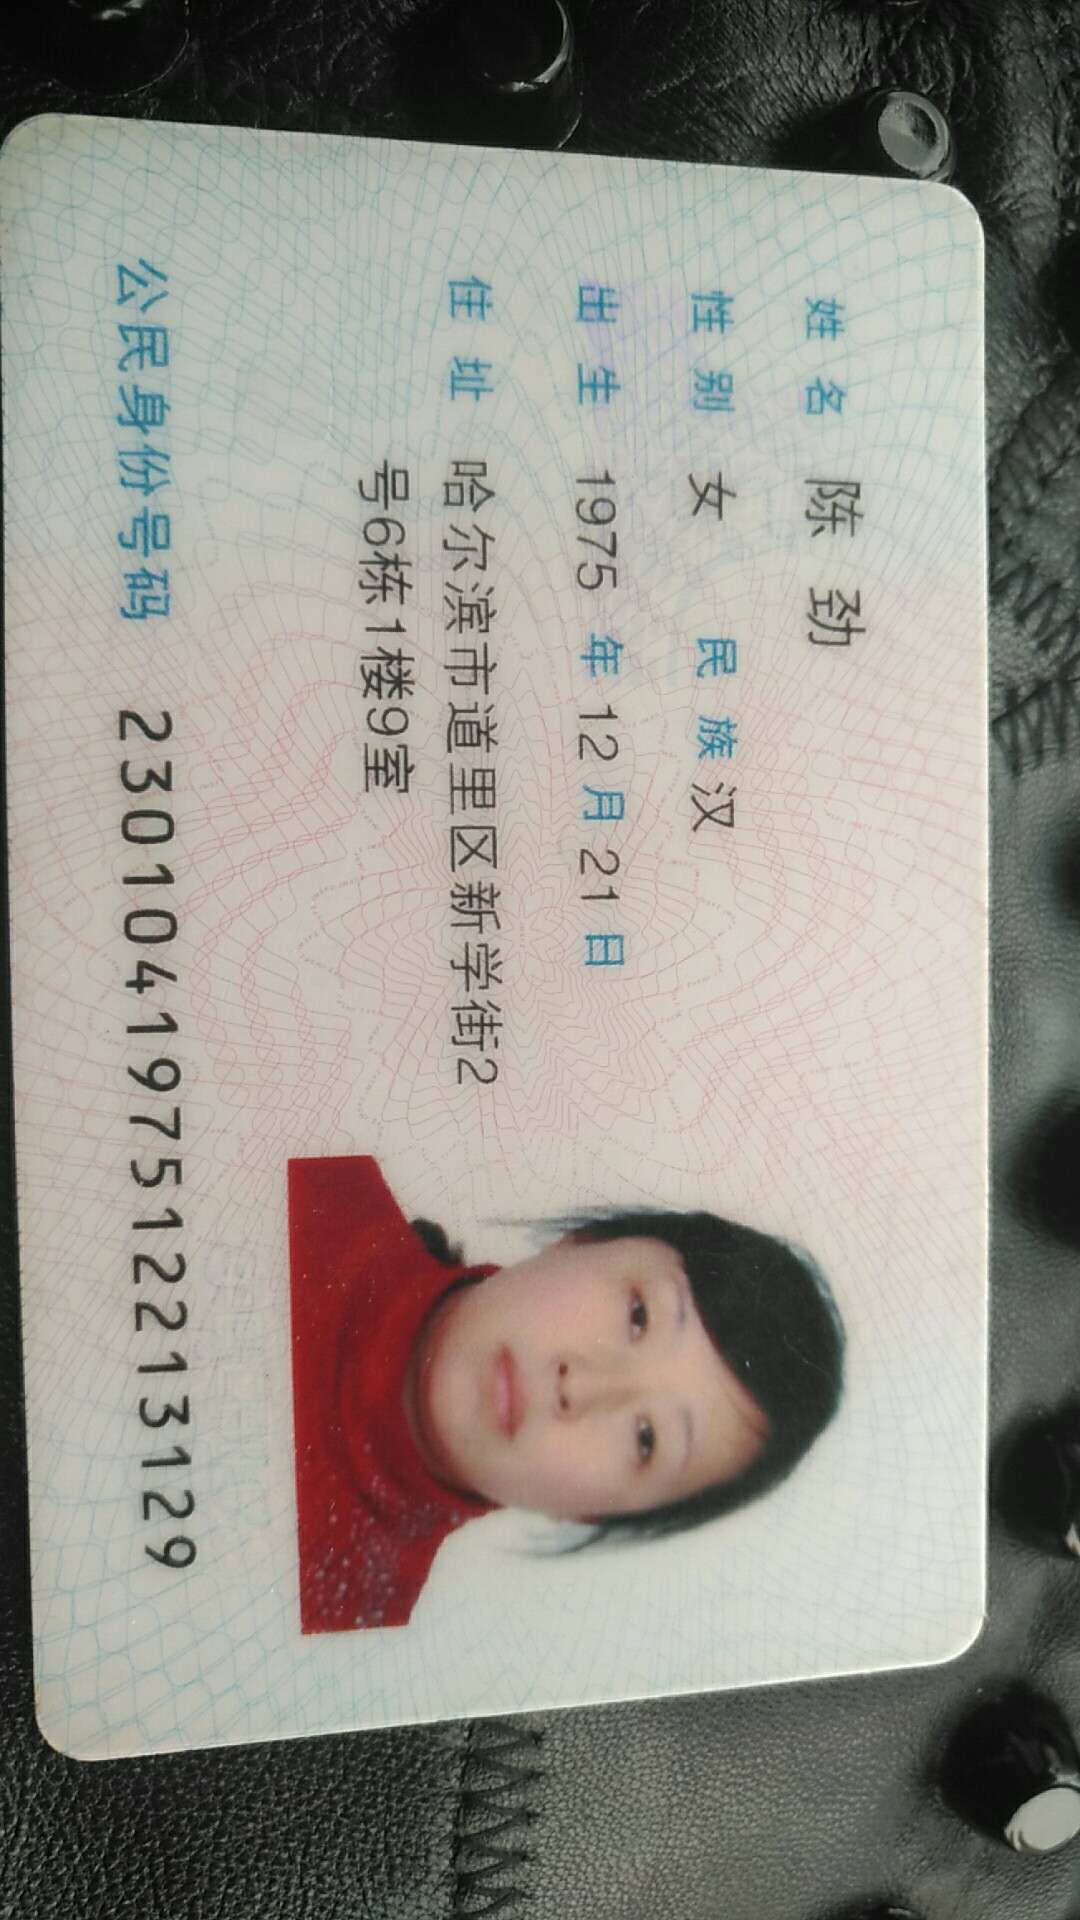 姓名 陈劲
性别 女 民族 汉
出生 1975 年 12 月 21 日
住址 哈尔滨市道里区新学街2
号6栋1楼9室
公民身份号码 230104197512213129